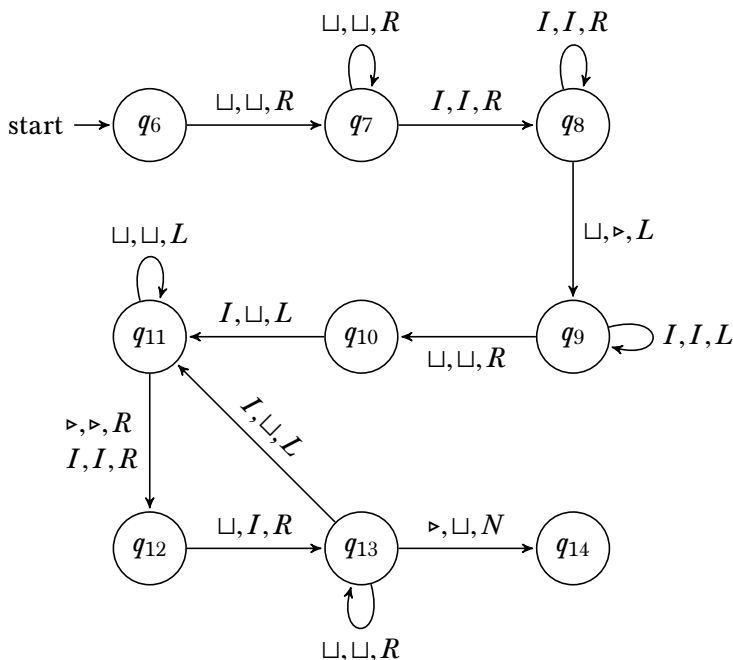 ⊔, ⊔, R
I, I, R
start
q6
⊔, ⊔, R
q7
I, I, R
q8
⊔, ▹, L
⊔, ⊔, L
q11
I, ⊔, L
q10
⊔, ⊔, R
q9
I, I, L
▹, ▹, R
I, I, R
I, ⊔, L
q12
⊔, I, R
q13
▹, ⊔, N
q14
⊔, ⊔, R